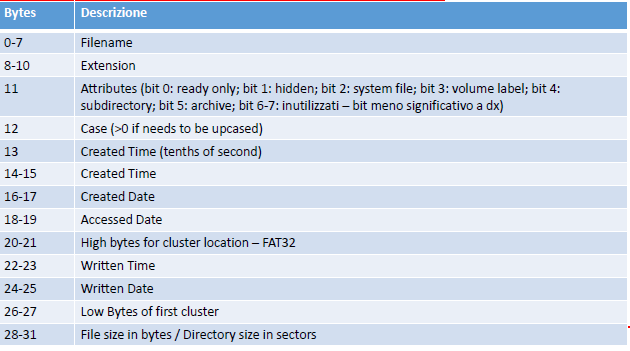 Bytes Descrizione
0-7 Filename
8-10 Extension
11 Attributes (bit 0: ready only; bit 1: hidden; bit 2: system file; bit 3: volume label; bit 4:
subdirectory; bit 5: archive; bit 6-7: inutilizzati – bit meno significativo a dx)
12 Case (>0 if needs to be upcased)
13 Created Time (tenths of second)
14-15 Created Time
16-17 Created Date
18-19 Accessed Date
20-21 High bytes for cluster location – FAT32
22-23 Written Time
24-25 Written Date
26-27 Low Bytes of first cluster
28-31 File size in bytes / Directory size in sectors